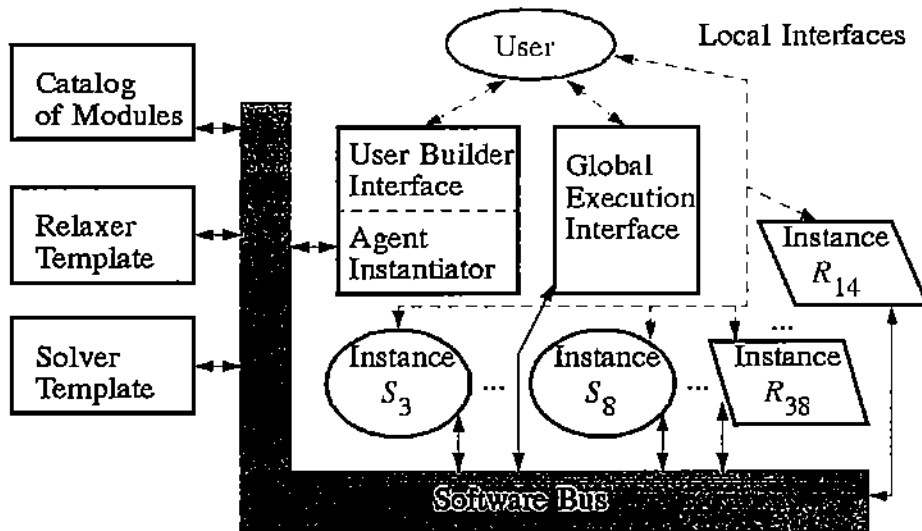 User
Local Interfaces
Catalog
of Modules
User Builder
Interface
Global
Execution
Interface
Relaxer
Template
Agent
Instantiator
Instance
R14
Solver
Template
Instance
S3
...
Instance
S8
...
Instance
R38
...
Software Bus